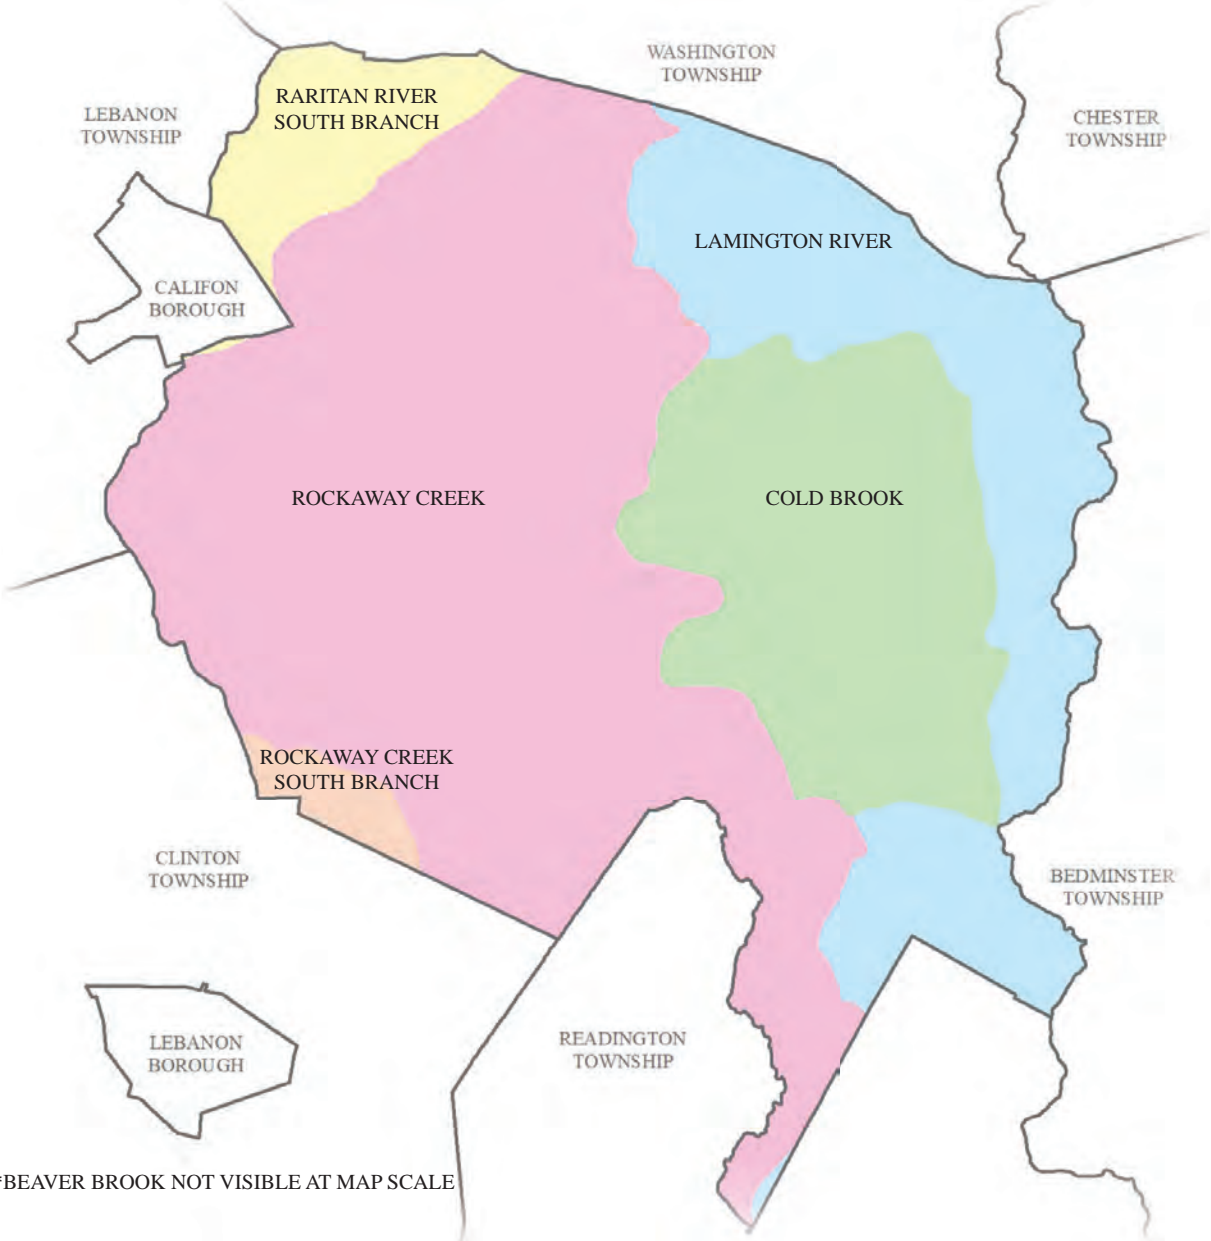 WASHINGTON
TOWNSHIP
RARITAN RIVER
SOUTH BRANCH
LEBANON
TOWNSHIP
CHESTER
TOWNSHIP
LAMINGTON RIVER
CALIFON
BOROUGH
ROCKAWAY CREEK
COLD BROOK
ROCKAWAY CREEK
SOUTH BRANCH
CLINTON
TOWNSHIP
BEDMINSTER
TOWNSHIP
LEBANON
BOROUGH
READINGTON
TOWNSHIP
*BEAVER BROOK NOT VISIBLE AT MAP SCALE